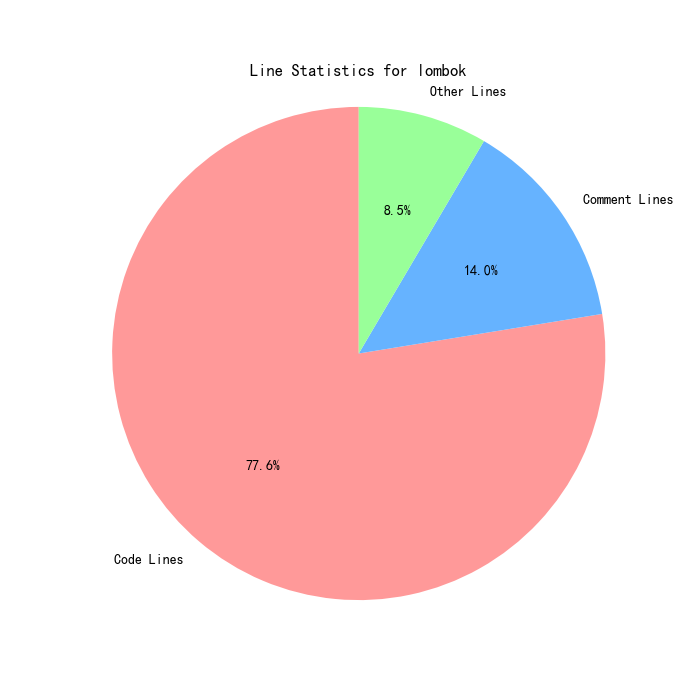 Line Statistics for lombok
Other Lines
Comment Lines
8.5%
14.0%
77.6%
Code Lines